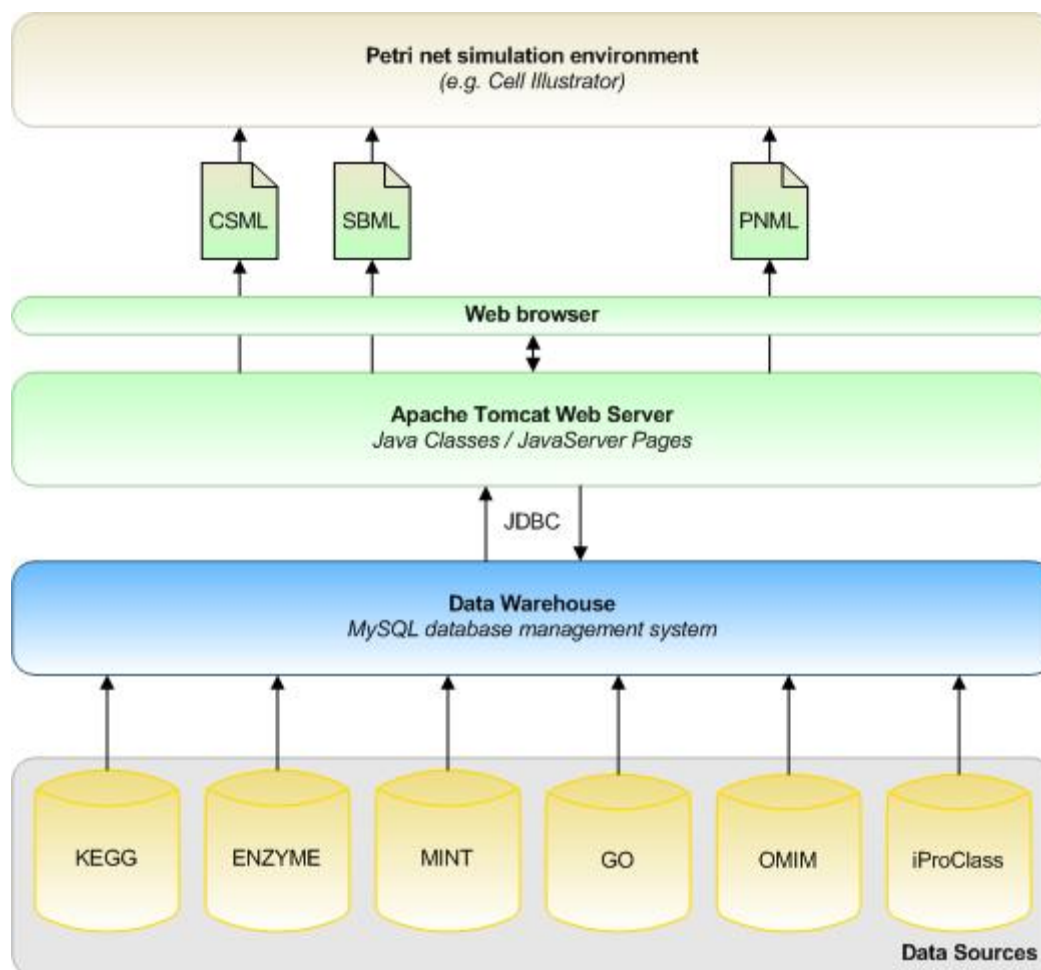 Petri net simulation environment
(e.g. Cell Illustrator)
CSML
SBML
PNML
Web browser
Apache Tomcat Web Server
Java Classes / JavaServer Pages
JDBC
Data Warehouse
MySQL database management system
KEGG
ENZYME
MINT
GO
OMIM
iProClass
Data Sources